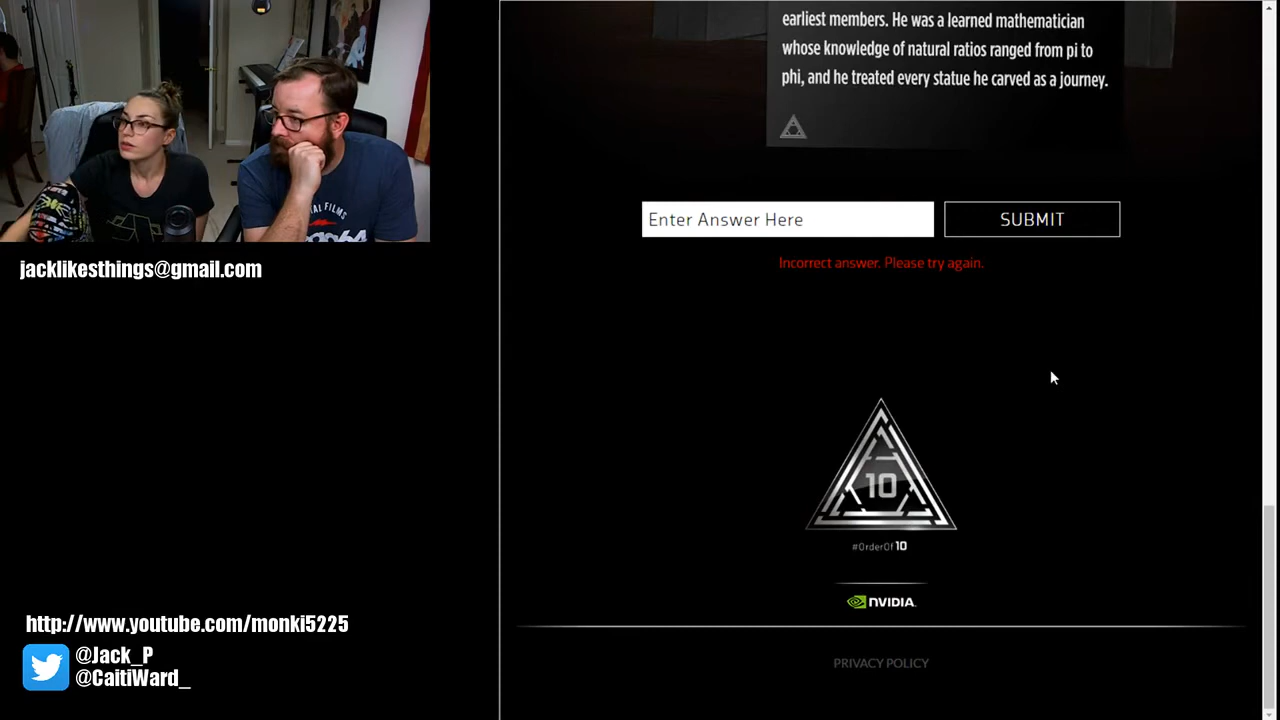 earliest members. He was a learned mathematician
whose knowledge of natural ratios ranged from pi to
phi, and he treated every statue he carved as a journey.
Enter Answer Here
SUBMIT
Incorrect answer. Please try again.
jacklikesthings@gmail.com
10
#OrderOf10
NVIDIA.
http://www.youtube.com/monki5225
@Jack_P
@CaitiWard_
PRIVACY POLICY